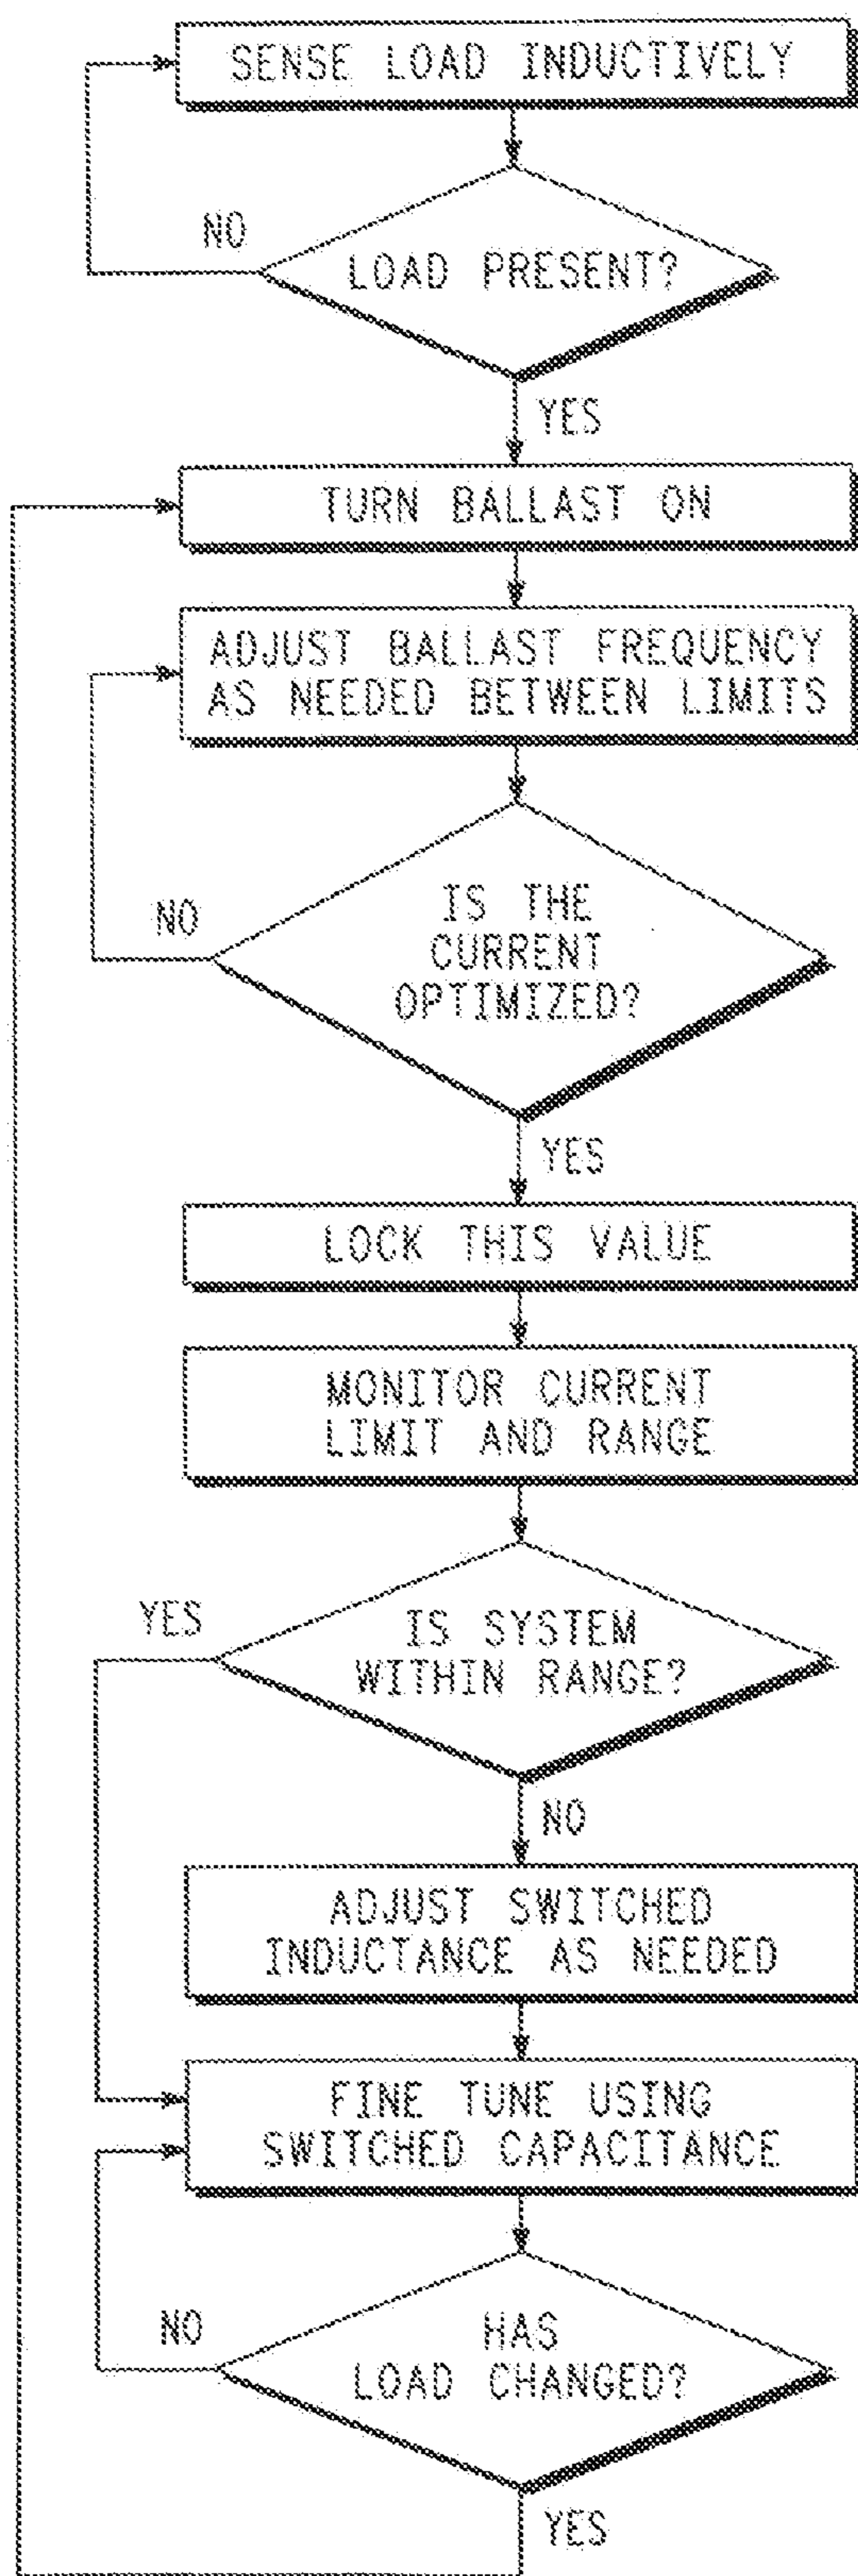 SENSE LOAD INDUCTIVELY
NO
LOAD PRESENT?
YES
TURN BALLAST ON
ADJUST BALLAST FREQUENCY
AS NEEDED BETWEEN LIMITS
NO
IS THE
CURRENT
OPTIMIZED?
YES
LOCK THIS VALUE
MONITOR CURRENT
LIMIT AND RANGE
YES
IS SYSTEM
WITHIN RANGE?
NO
ADJUST SWITCHED
INDUCTANCE AS NEEDED
FINE TUNE USING
SWITCHED CAPACITANCE
NO
HAS
LOAD CHANGED?
YES